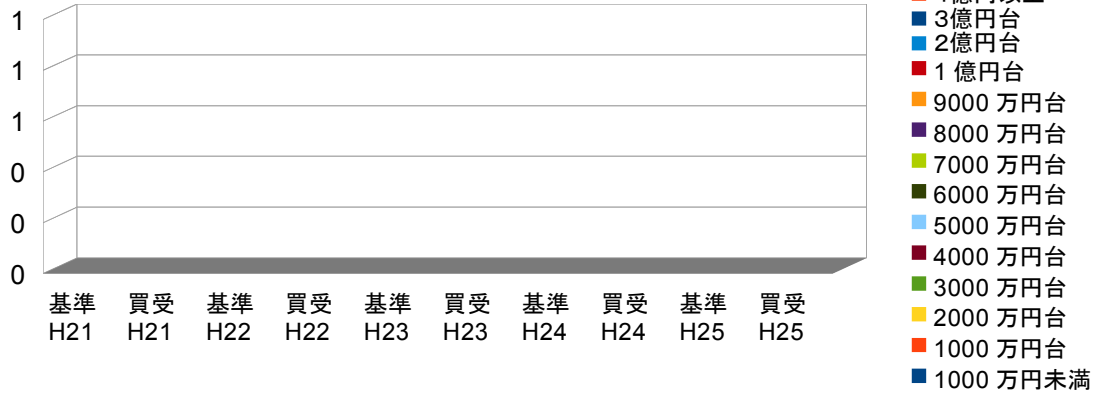 1
1
1
0
0
0
基準 買受 基準 買受 基準 買受 基準 買受 基準 買受
H21 H21 H22 H22 H23 H23 H24 H24 H25 H25
3億円台
2億円台
1 億円台
9000 万円台
8000 万円台
7000 万円台
6000 万円台
5000 万円台
4000 万円台
3000 万円台
2000 万円台
1000 万円台
1000 万円未満